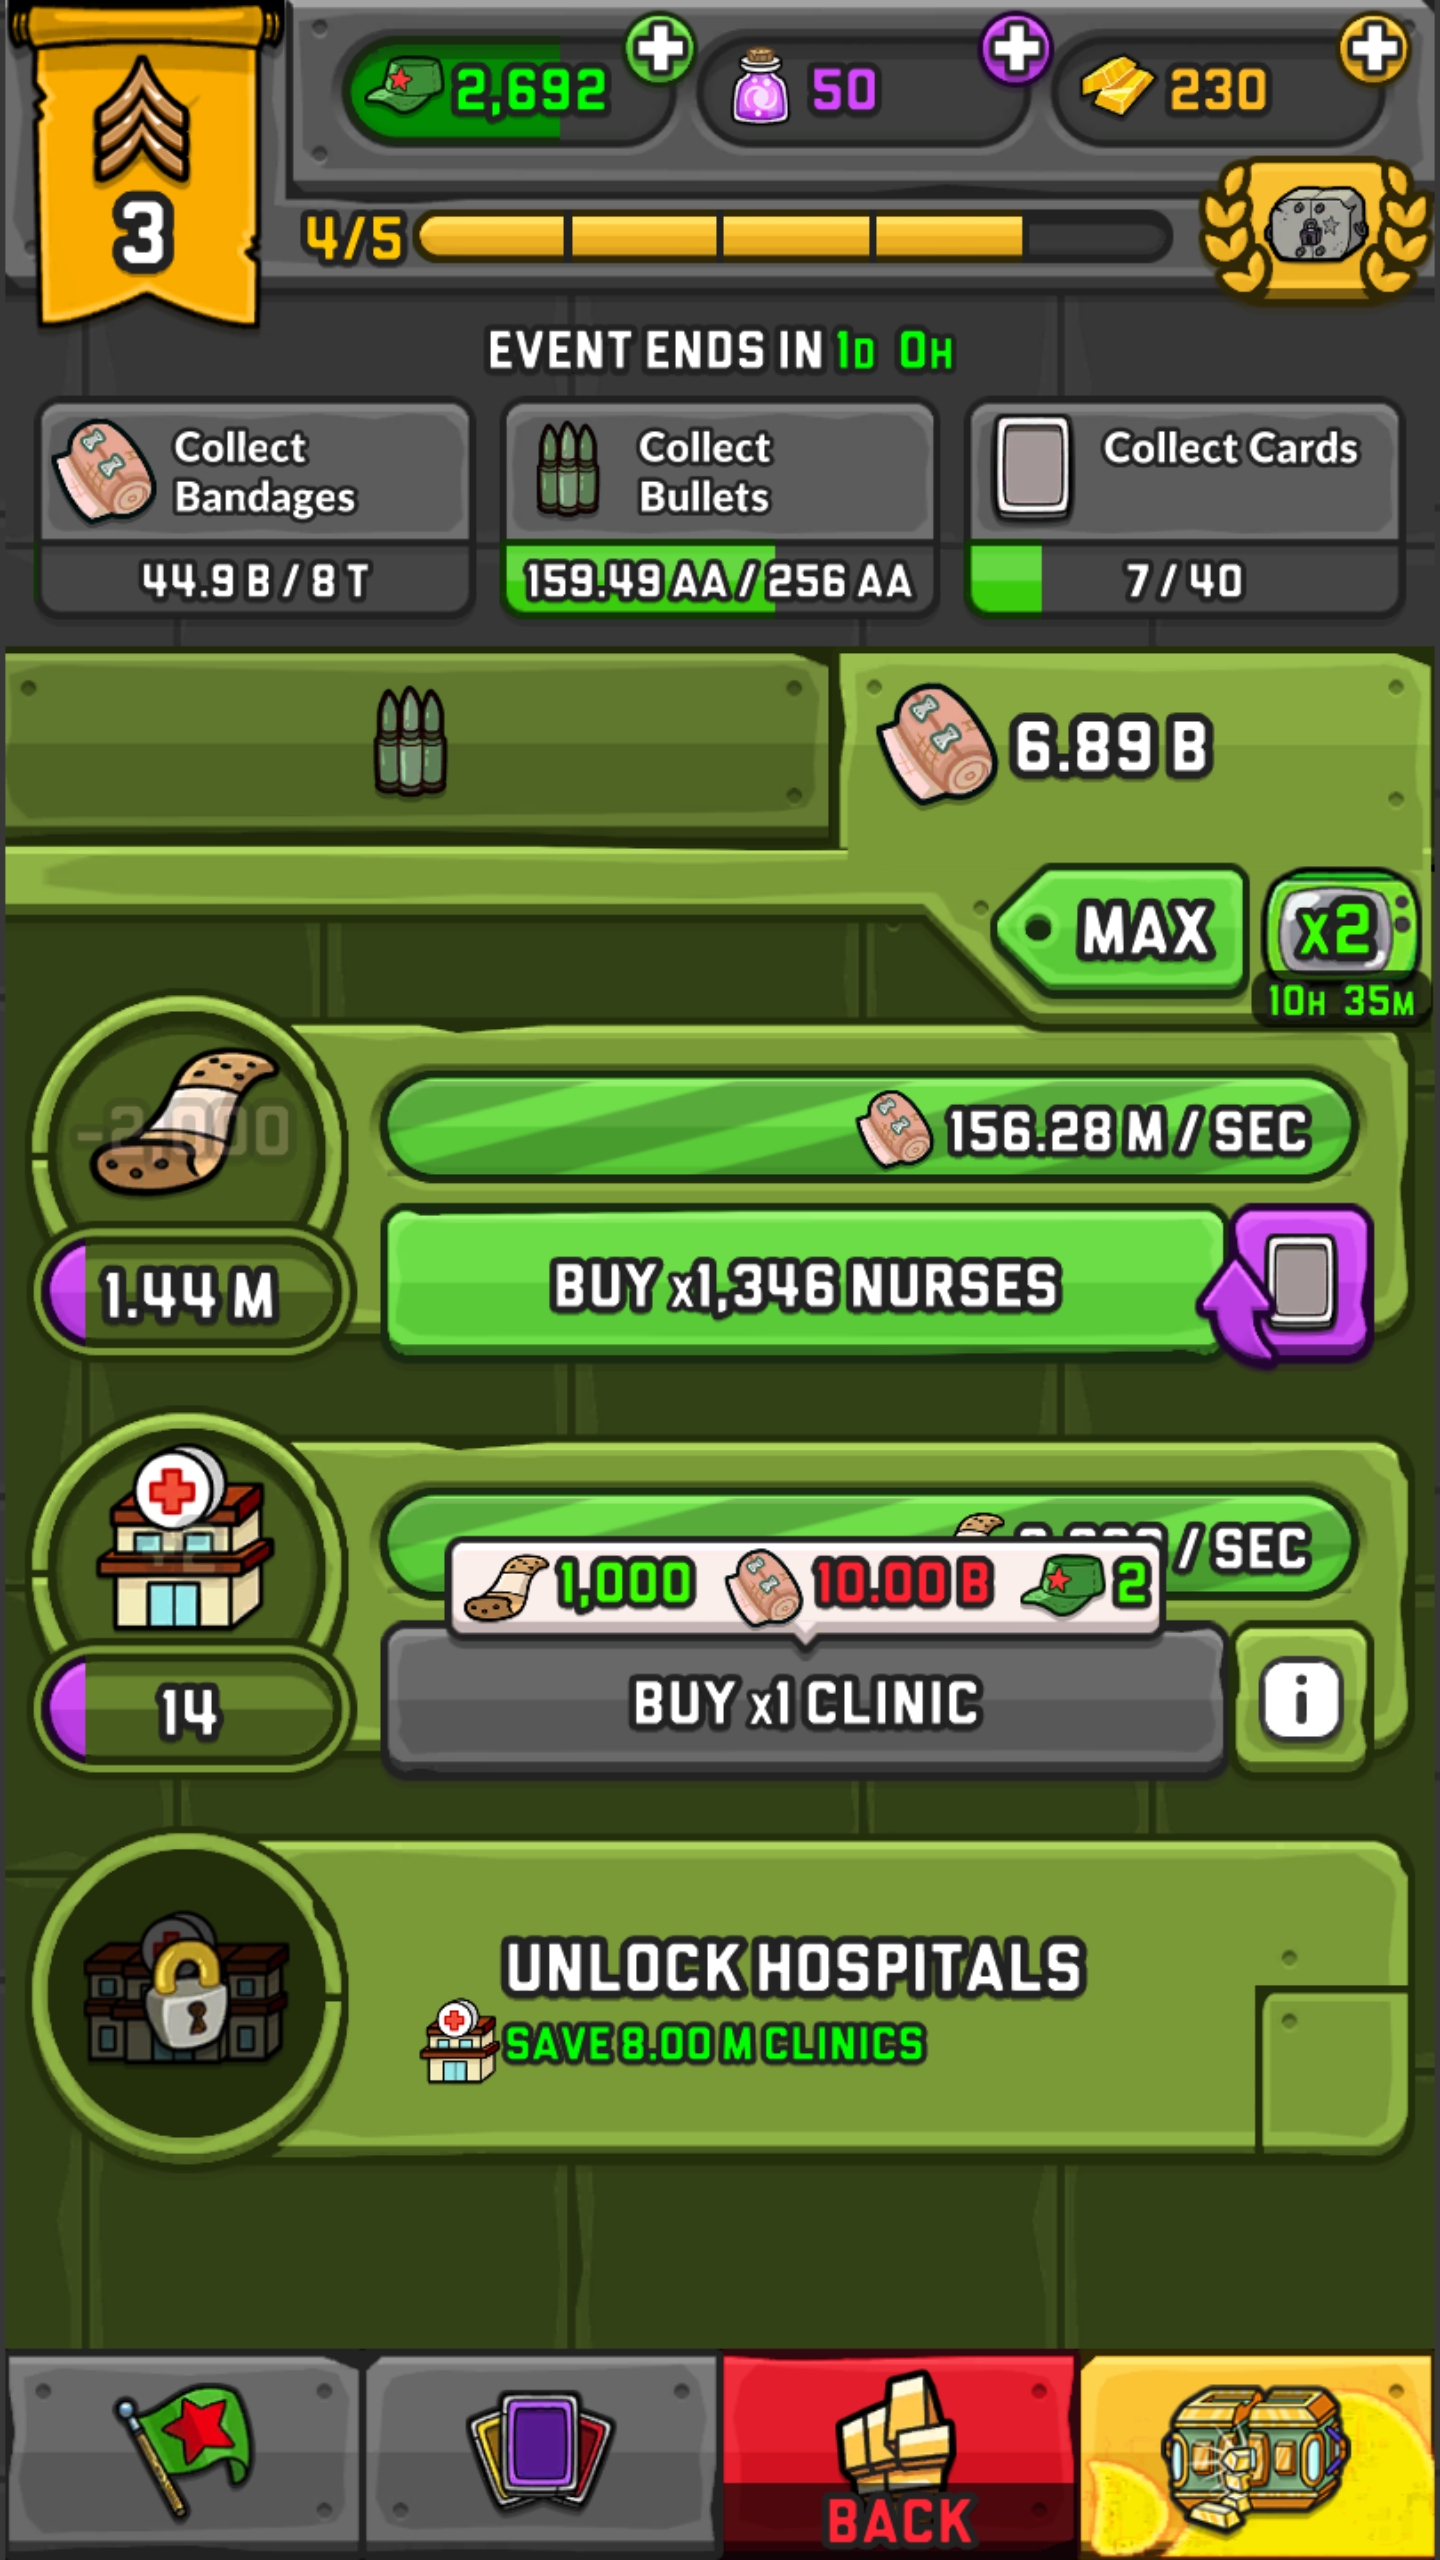 2,692
50
230
3
4/5
EVENT ENDS IN 1D 0H
Collect
Bandages
44.9 B / 8 T
Collect
Bullets
159.49 AA / 256 AA
Collect Cards
7 / 40
6.89 B
MAX
x2
10H 35M
-2,000
156.28 M / SEC
1.44 M
BUY x1,346 NURSES
/ SEC
1,000
10.00 B
2
14
BUY x1 CLINIC
i
UNLOCK HOSPITALS
SAVE 8.00 M CLINICS
BACK